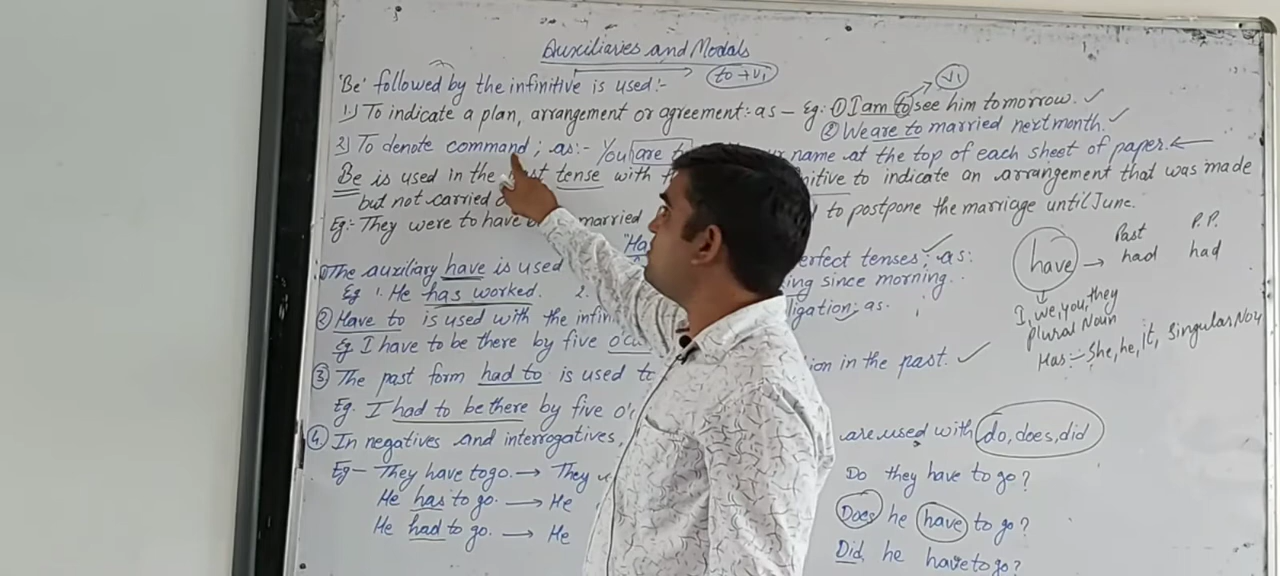 Auxiliaries and Modals
'Be' followed by the infinitive is used:- to + V1
V1
1) To indicate a plan, arrangement or agreement: as - Eg: ① I am to see him tomorrow.
② We are to married next month.
2) To denote command; as:- You are to name at the top of each sheet of paper.
Be is used in the tense with to indicate an arrangement that was made
but not carried to postpone the marriage until June.
Eg:- They were to have married
① The auxiliary have is used perfect tenses; as:
Eg 1. He has worked. 2. since morning.
② Have to is used with the as.
Eg I have to be there by five
③ The past form had to is used in the past.
Eg. I had to be there by five
④ In negatives and interrogatives, are used with do, does, did
Eg- They have to go. → They Do they have to go?
He has to go. → He Does he have to go?
He had to go. → He Did he have to go?
Past P.P.
have → had had
I, we, you, they
plural Noun
Has:- She, he, it, Singular